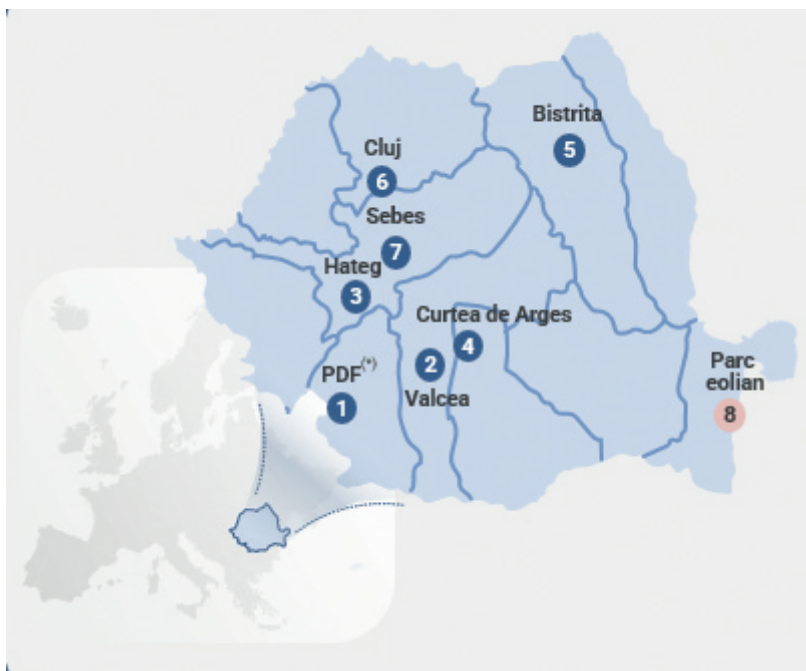 Bistrita
5
Cluj
6
Sebes
7
Hateg
3
Curtea de Arges
4
2
Valcea
PDF(*)
1
Parc
eolian
8